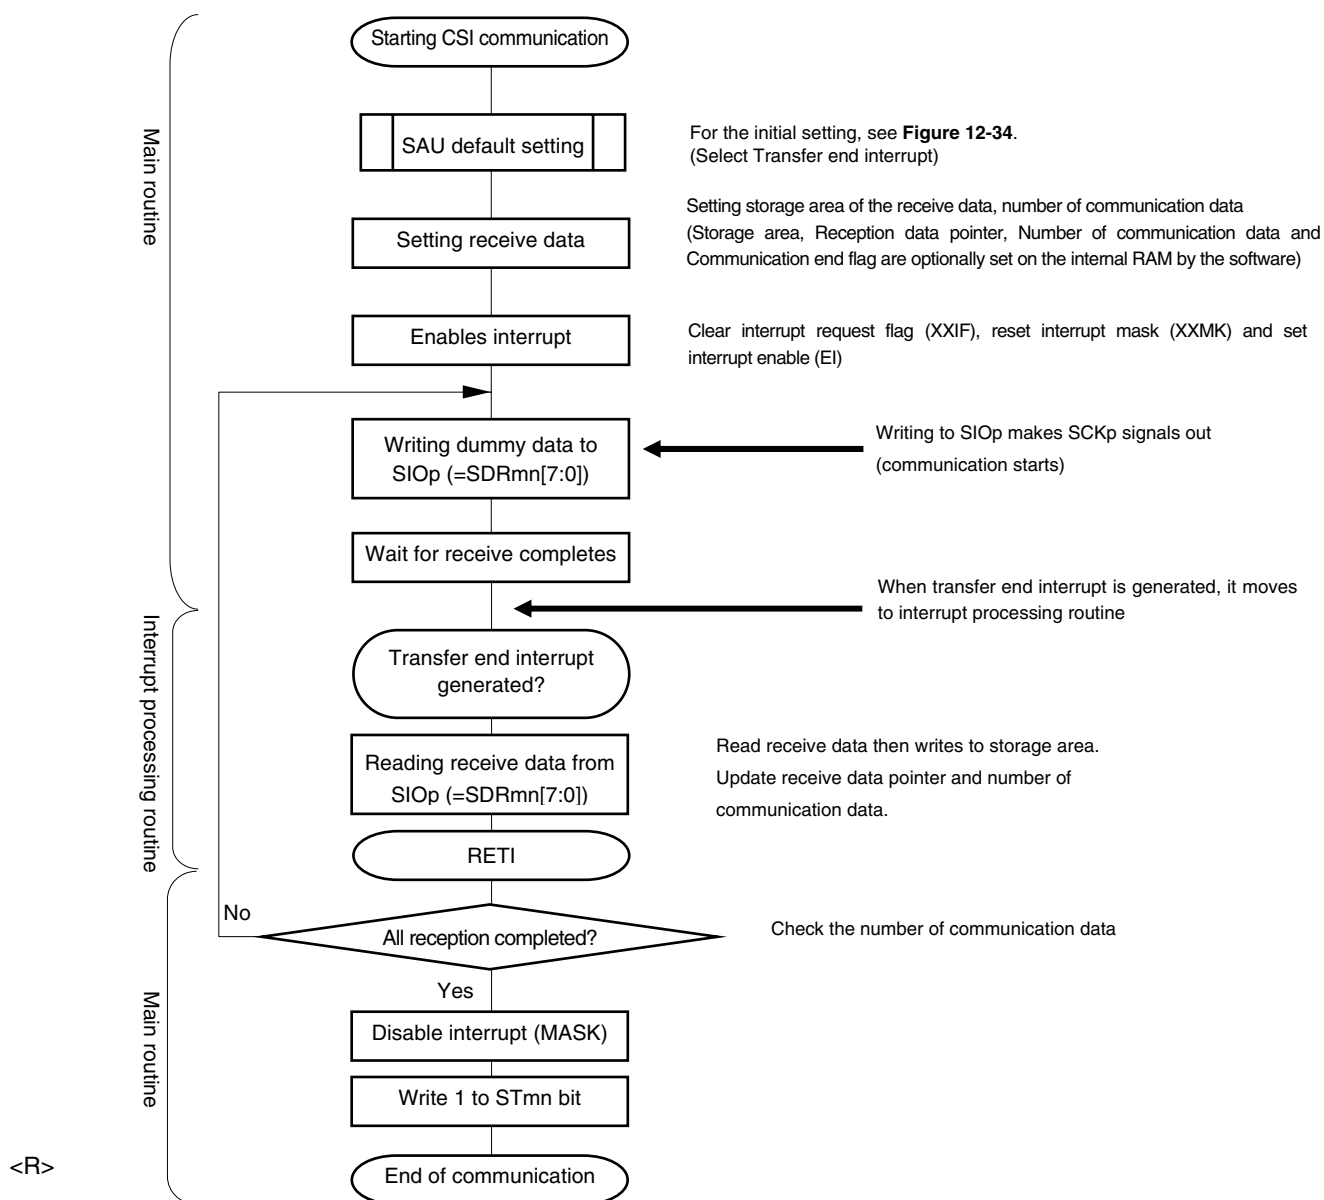 Starting CSI communication
Main routine
SAU default setting
For the initial setting, see Figure 12-34.
(Select Transfer end interrupt)
Setting receive data
Setting storage area of the receive data, number of communication data
(Storage area, Reception data pointer, Number of communication data and
Communication end flag are optionally set on the internal RAM by the software)
Enables interrupt
Clear interrupt request flag (XXIF), reset interrupt mask (XXMK) and set
interrupt enable (EI)
Writing dummy data to
SIOp (=SDRmn[7:0])
Writing to SIOp makes SCKp signals out
(communication starts)
Wait for receive completes
When transfer end interrupt is generated, it moves
to interrupt processing routine
Interrupt processing routine
Transfer end interrupt
generated?
Reading receive data from
SIOp (=SDRmn[7:0])
Read receive data then writes to storage area.
Update receive data pointer and number of
communication data.
RETI
No
All reception completed?
Check the number of communication data
Yes
Main routine
Disable interrupt (MASK)
Write 1 to STmn bit
<R>
End of communication